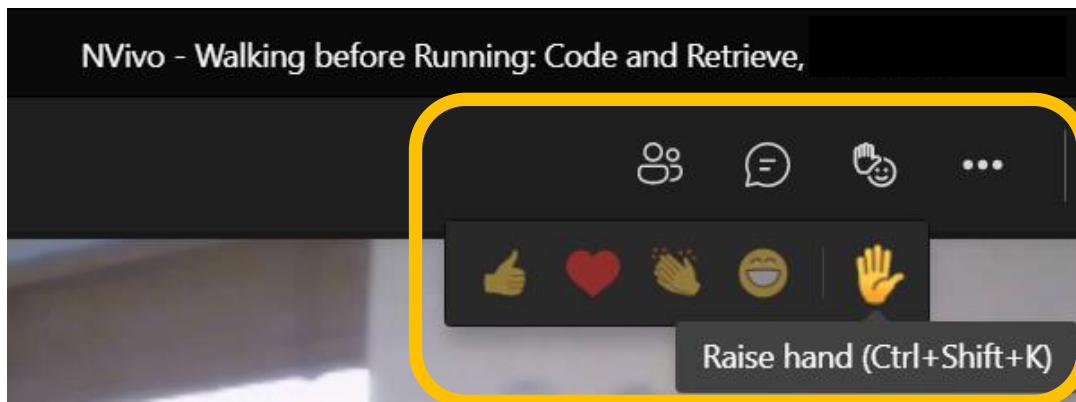 NVivo - Walking before Running: Code and Retrieve,
Raise hand (Ctrl+Shift+K)